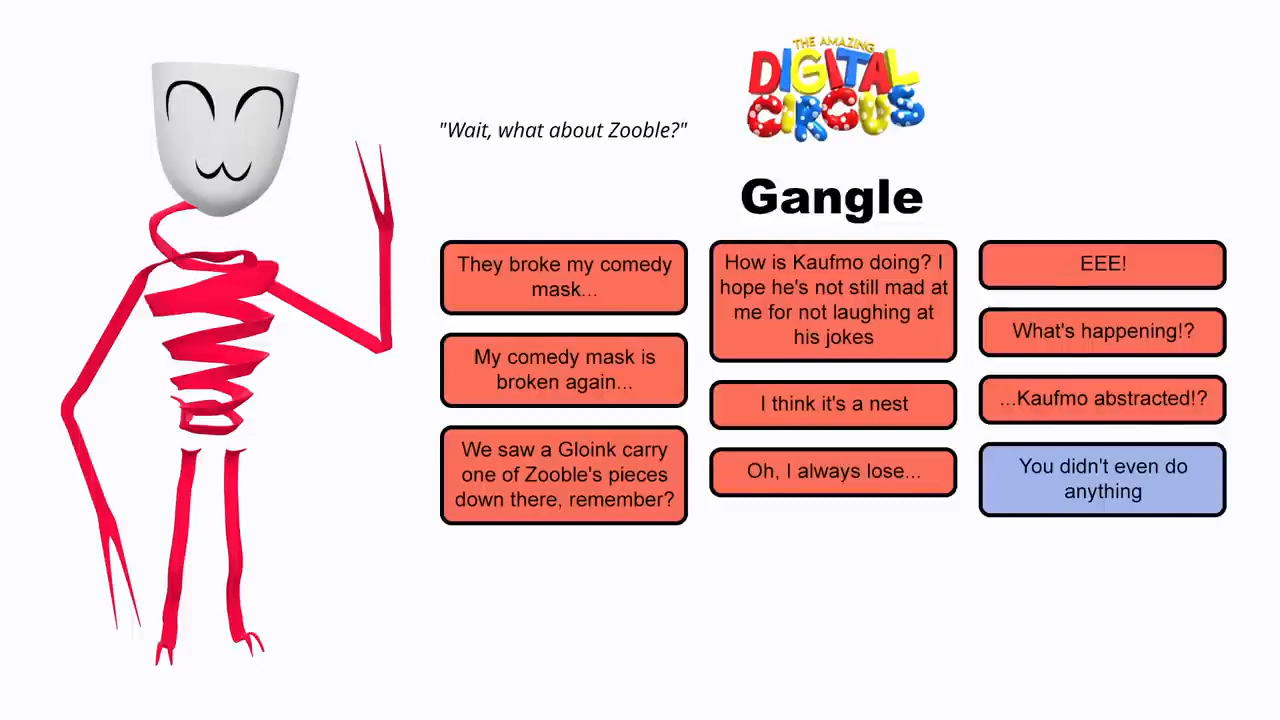 THE AMAZING
DIGITAL
CIRCUS
"Wait, what about Zooble?"
Gangle
They broke my comedy
mask...
My comedy mask is
broken again...
We saw a Gloink carry
one of Zooble's pieces
down there, remember?
How is Kaufmo doing? I
hope he's not still mad at
me for not laughing at
his jokes
I think it's a nest
Oh, I always lose...
EEE!
What's happening!?
...Kaufmo abstracted!?
You didn't even do
anything